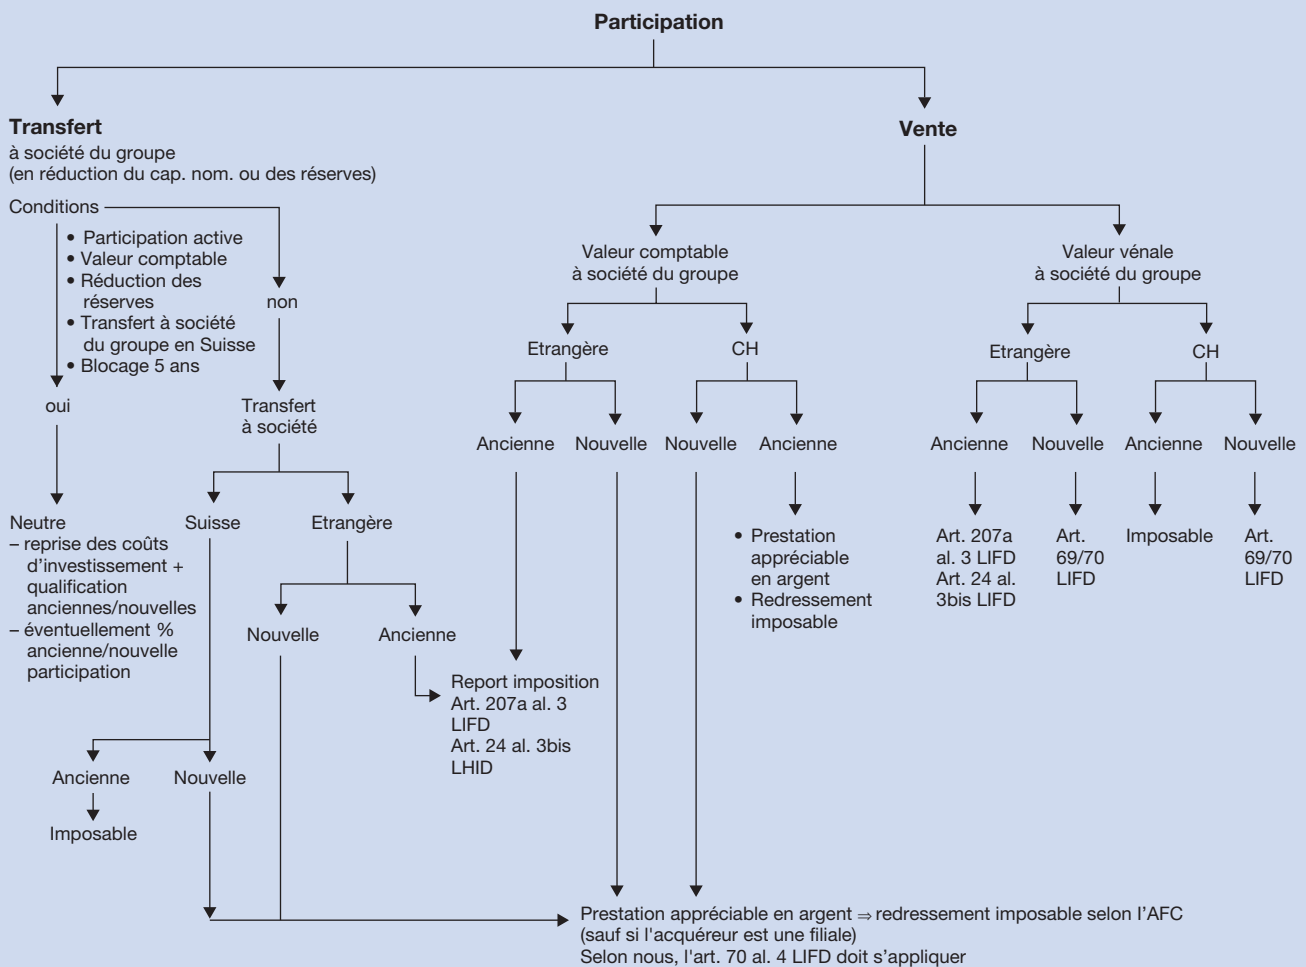 Participation
Transfert
à société du groupe
(en réduction du cap. nom. ou des réserves)
Conditions
• Participation active
• Valeur comptable
• Réduction des
réserves
• Transfert à société
du groupe en Suisse
• Blocage 5 ans
non
oui
Transfert
à société
Neutre
– reprise des coûts
d'investissement +
qualification
anciennes/nouvelles
– éventuellement %
ancienne/nouvelle
participation
Suisse
Etrangère
Nouvelle
Ancienne
Ancienne
Nouvelle
Imposable
Vente
Valeur comptable
à société du groupe
Etrangère
CH
Ancienne
Nouvelle
Nouvelle
Ancienne
Report imposition
Art. 207a al. 3
LIFD
Art. 24 al. 3bis
LHID
• Prestation
appréciable
en argent
• Redressement
imposable
Valeur vénale
à société du groupe
Etrangère
CH
Ancienne
Nouvelle
Ancienne
Nouvelle
Art. 207a
al. 3 LIFD
Art. 24 al.
3bis LIFD
Art.
69/70
LIFD
Imposable
Art.
69/70
LIFD
Prestation appréciable en argent ⇒ redressement imposable selon l'AFC
(sauf si l'acquéreur est une filiale)
Selon nous, l'art. 70 al. 4 LIFD doit s'appliquer